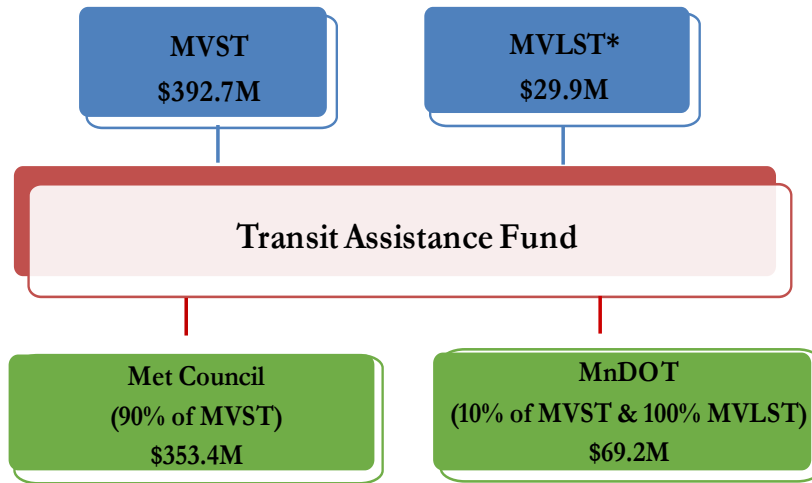 MVST
$392.7M
MVLST*
$29.9M
Transit Assistance Fund
Met Council
(90% of MVST)
$353.4M
MnDOT
(10% of MVST & 100% MVLST)
$69.2M